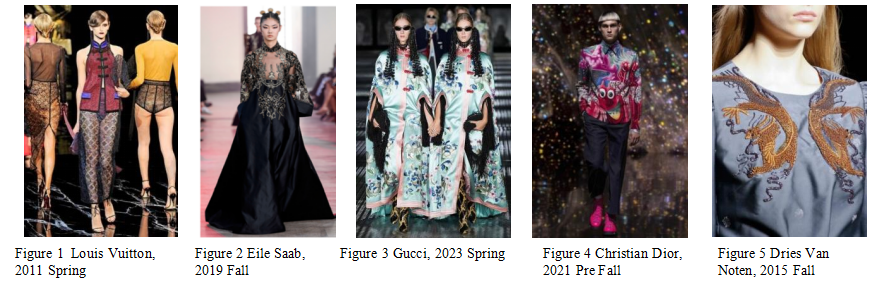 Figure 1 Louis Vuitton,
2011 Spring
Figure 2 Eile Saab,
2019 Fall
Figure 3 Gucci, 2023 Spring
Figure 4 Christian Dior,
2021 Pre Fall
Figure 5 Dries Van
Noten, 2015 Fall